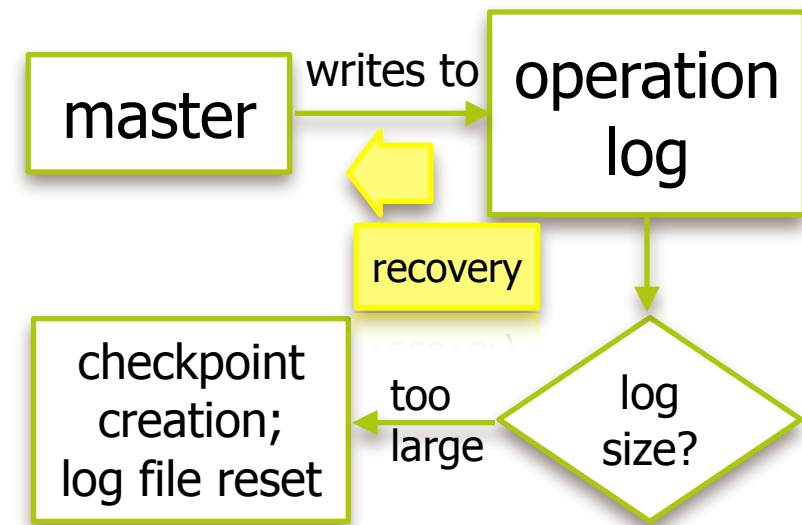 master
writes to
operation
log
recovery
checkpoint
creation;
log file reset
too
large
log
size?